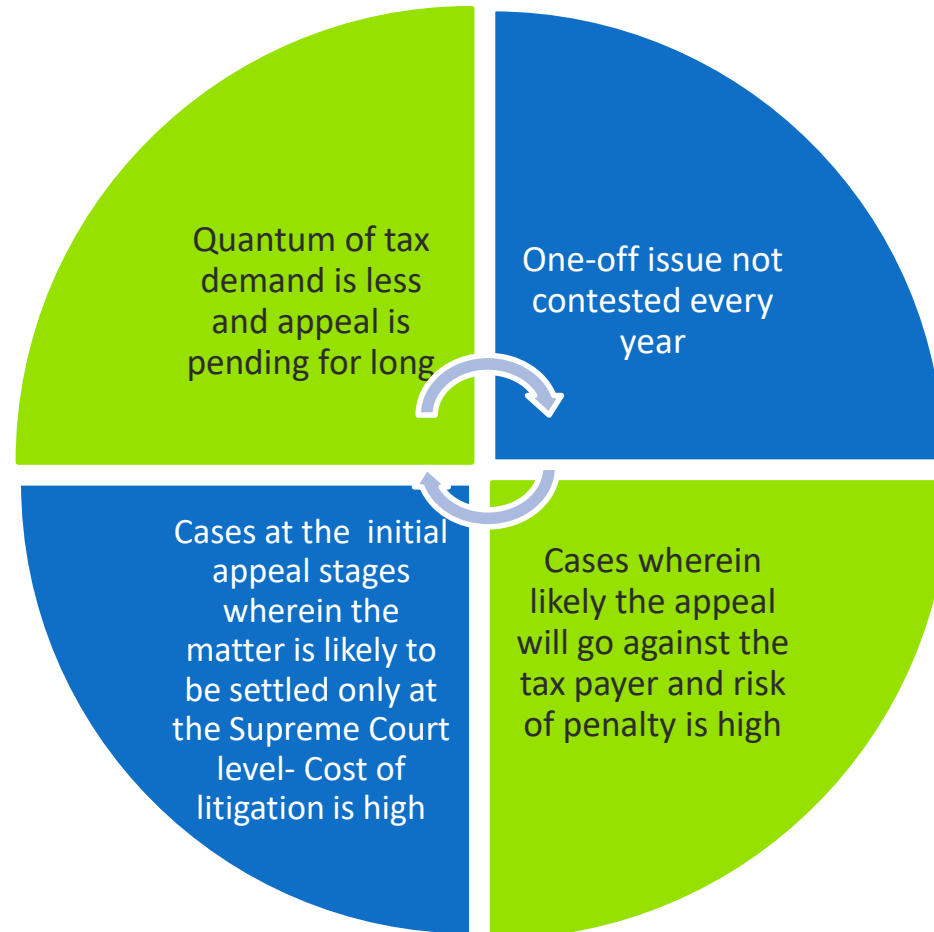 Quantum of tax
demand is less
and appeal is
pending for long
One-off issue not
contested every
year
Cases at the  initial
appeal stages
wherein the
matter is likely to
be settled only at
the Supreme Court
level- Cost of
litigation is high
Cases wherein
likely the appeal
will go against the
tax payer and risk
of penalty is high